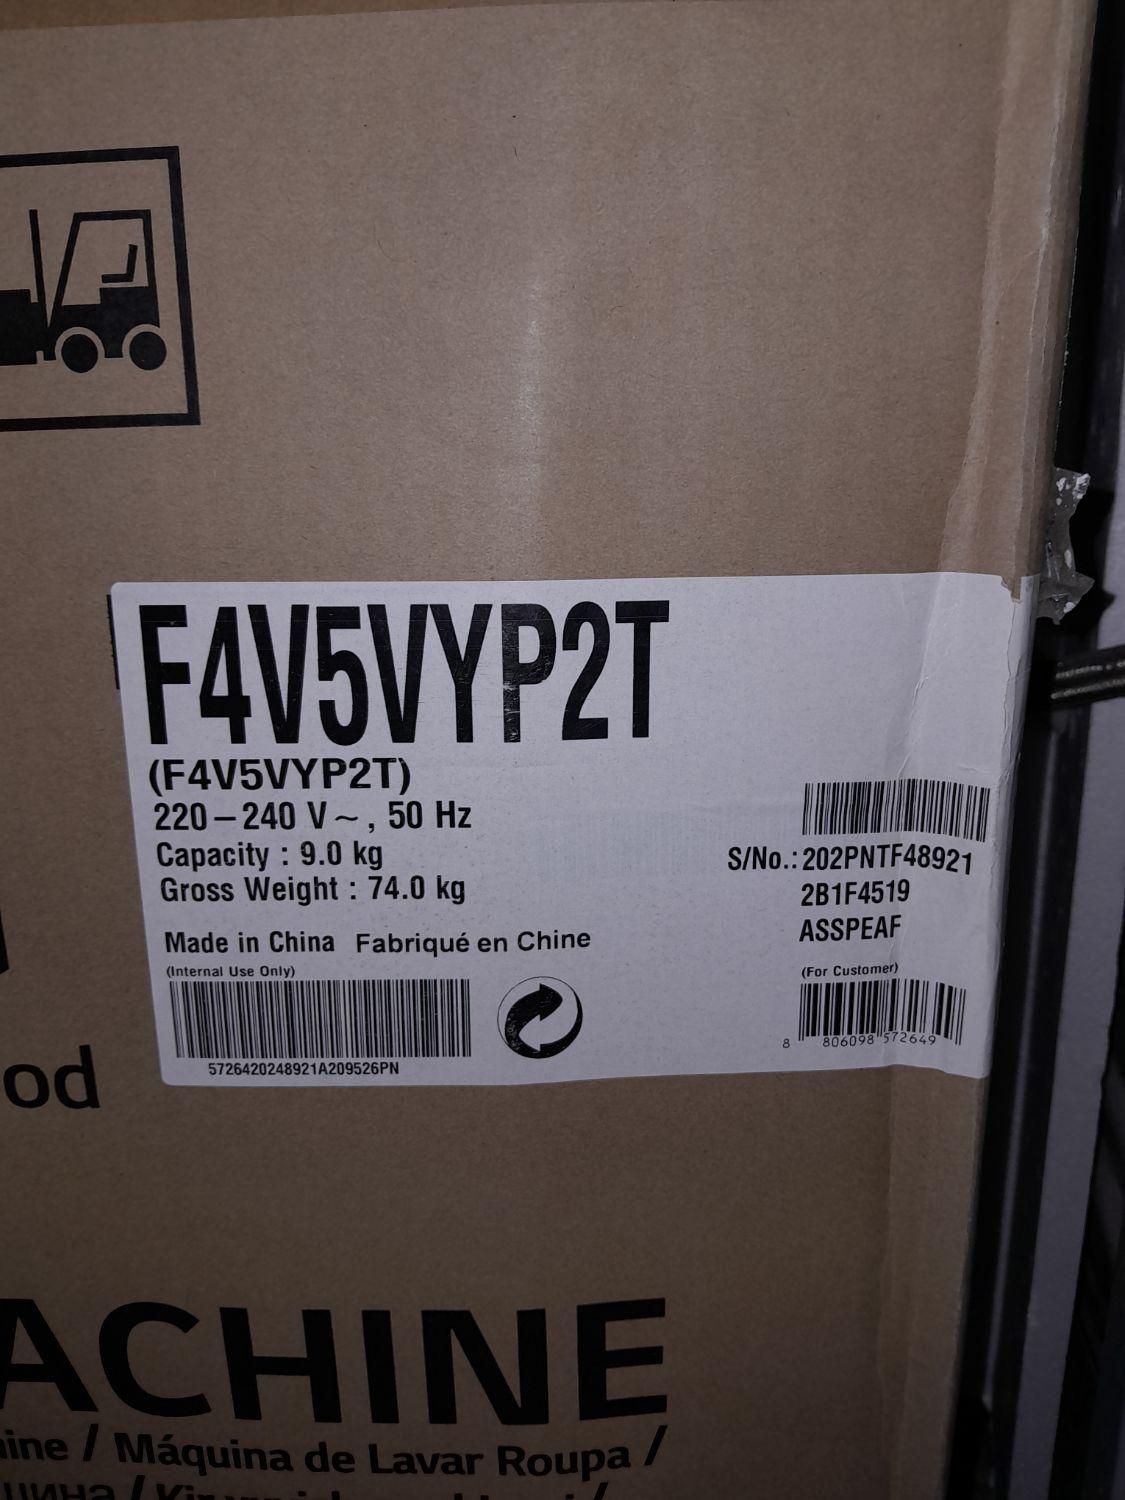 F4V5VYP2T
(F4V5VYP2T)
220–240 V ~, 50 Hz
Capacity : 9.0 kg
Gross Weight : 74.0 kg
Made in China Fabriqué en Chine
(Internal Use Only)
5726420248921A209526PN
S/No.: 202PNTF48921
2B1F4519
ASSPEAF
(For Customer)
8 806098 572649
od
ACHINE
ine / Máquina de Lavar Roupa /